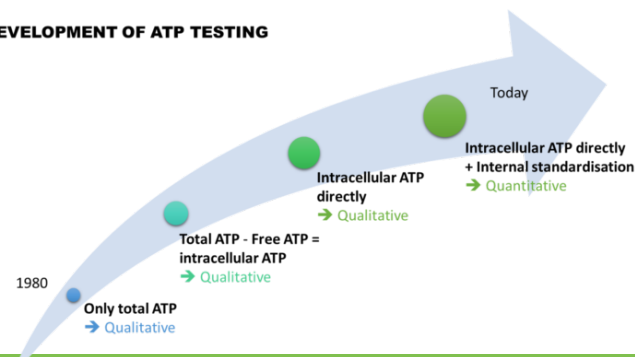 EVELOPMENT OF ATP TESTING
Today
Intracellular ATP directly
+ Internal standardisation
➔ Quantitative
Intracellular ATP
directly
➔ Qualitative
Total ATP - Free ATP =
intracellular ATP
➔ Qualitative
1980
Only total ATP
➔ Qualitative